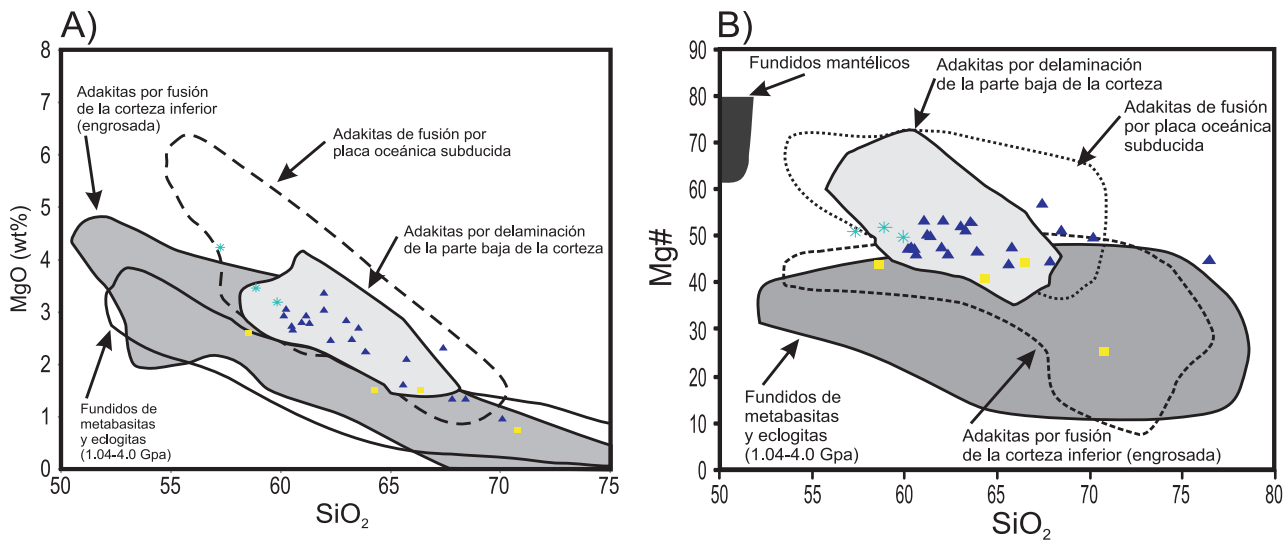 A)
8
7
6
5
4
3
2
1
0
MgO (wt%)
50
55
60
65
70
75
SiO2
Adakitas por fusión
de la corteza inferior
(engrosada)
Adakitas de fusión por
placa oceánica subducida
Adakitas por delaminación
de la parte baja de la corteza
Fundidos de
metabasitas
y eclogitas
(1.04-4.0 Gpa)
B)
90
80
70
60
50
40
30
20
10
0
Mg#
50
55
60
65
70
75
80
SiO2
Fundidos mantélicos
Adakitas por delaminación
de la parte baja de la corteza
Adakitas de fusión
por placa oceánica
subducida
Fundidos de
metabasitas
y eclogitas
(1.04-4.0 Gpa)
Adakitas por fusión
de la corteza inferior (engrosada)